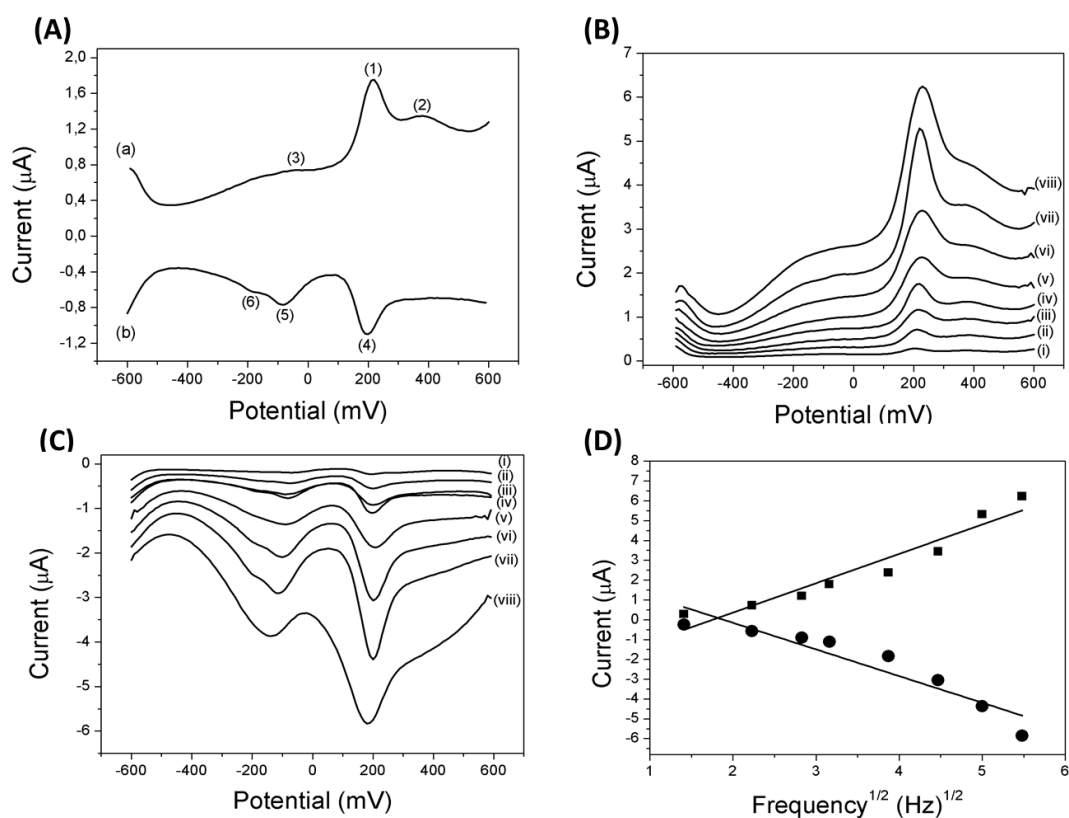 (A)
2,0
1,6
1,2
0,8
0,4
0,0
-0,4
-0,8
-1,2
Current (μA)
(1)
(2)
(3)
(a)
(6)
(5)
(4)
(b)
-600 -400 -200 0 200 400 600
Potential (mV)
(B)
7
6
5
4
3
2
1
0
Current (μA)
(viii)
(vii)
(vi)
(v)
(iv)
(iii)
(ii)
(i)
-600 -400 -200 0 200 400 600
Potential (mV)
(C)
0
-1
-2
-3
-4
-5
-6
Current (μA)
(i)
(ii)
(iii)
(iv)
(v)
(vi)
(vii)
(viii)
-600 -400 -200 0 200 400 600
Potential (mV)
(D)
8
7
6
5
4
3
2
1
0
-1
-2
-3
-4
-5
-6
Current (μA)
1 2 3 4 5 6
Frequency^1/2 (Hz)^1/2